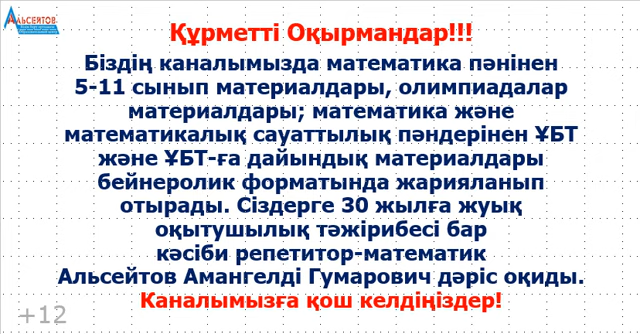 АЛЬСЕЙТОВ
Құрметті Оқырмандар!!!
Біздің каналымызда математика пәнінен
5-11 сынып материалдары, олимпиадалар
материалдары; математика және
математикалық сауаттылық пәндерінен ҰБТ
және ҰБТ-ға дайындық материалдары
бейнеролик форматында жарияланып
отырады. Сіздерге 30 жылға жуық
оқытушылық тәжірибесі бар
кәсіби репетитор-математик
Альсейтов Амангелді Гумарович дәріс оқиды.
Каналымызға қош келдіңіздер!
+12